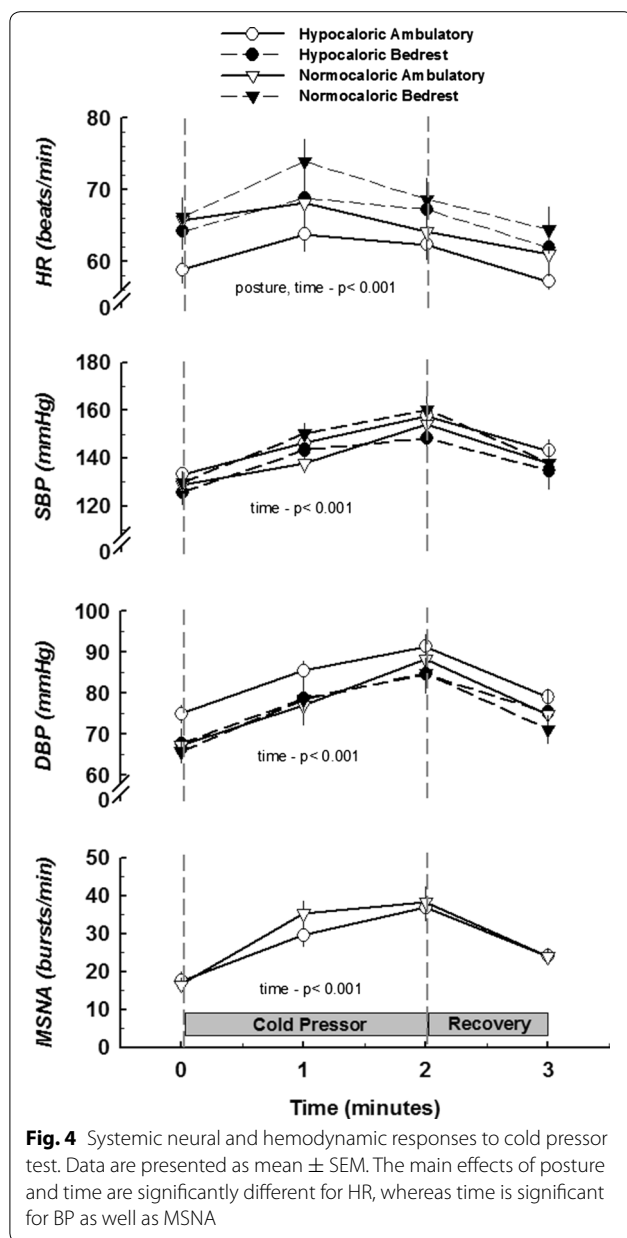 Hypocaloric Ambulatory
Hypocaloric Bedrest
Normocaloric Ambulatory
Normocaloric Bedrest
HR (beats/min)
80
70
60
0
posture, time - p< 0.001
SBP (mmHg)
180
160
140
120
0
time - p< 0.001
DBP (mmHg)
100
90
80
70
60
0
time - p< 0.001
MSNA (bursts/min)
50
40
30
20
10
0
time - p< 0.001
Cold Pressor
Recovery
0 1 2 3
Time (minutes)
Fig. 4 Systemic neural and hemodynamic responses to cold pressor
test. Data are presented as mean ± SEM. The main effects of posture
and time are significantly different for HR, whereas time is significant
for BP as well as MSNA